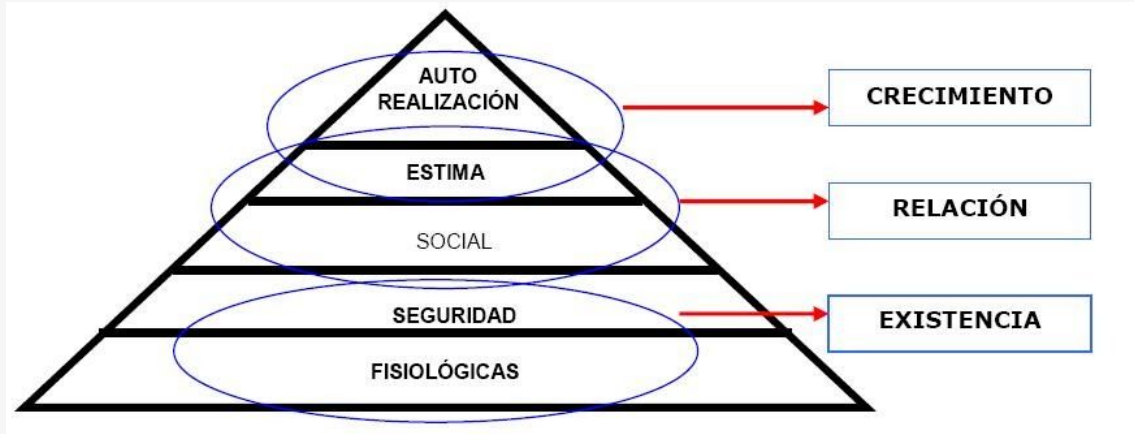 AUTO
REALIZACIÓN
CRECIMIENTO
ESTIMA
RELACIÓN
SOCIAL
SEGURIDAD
EXISTENCIA
FISIOLÓGICAS